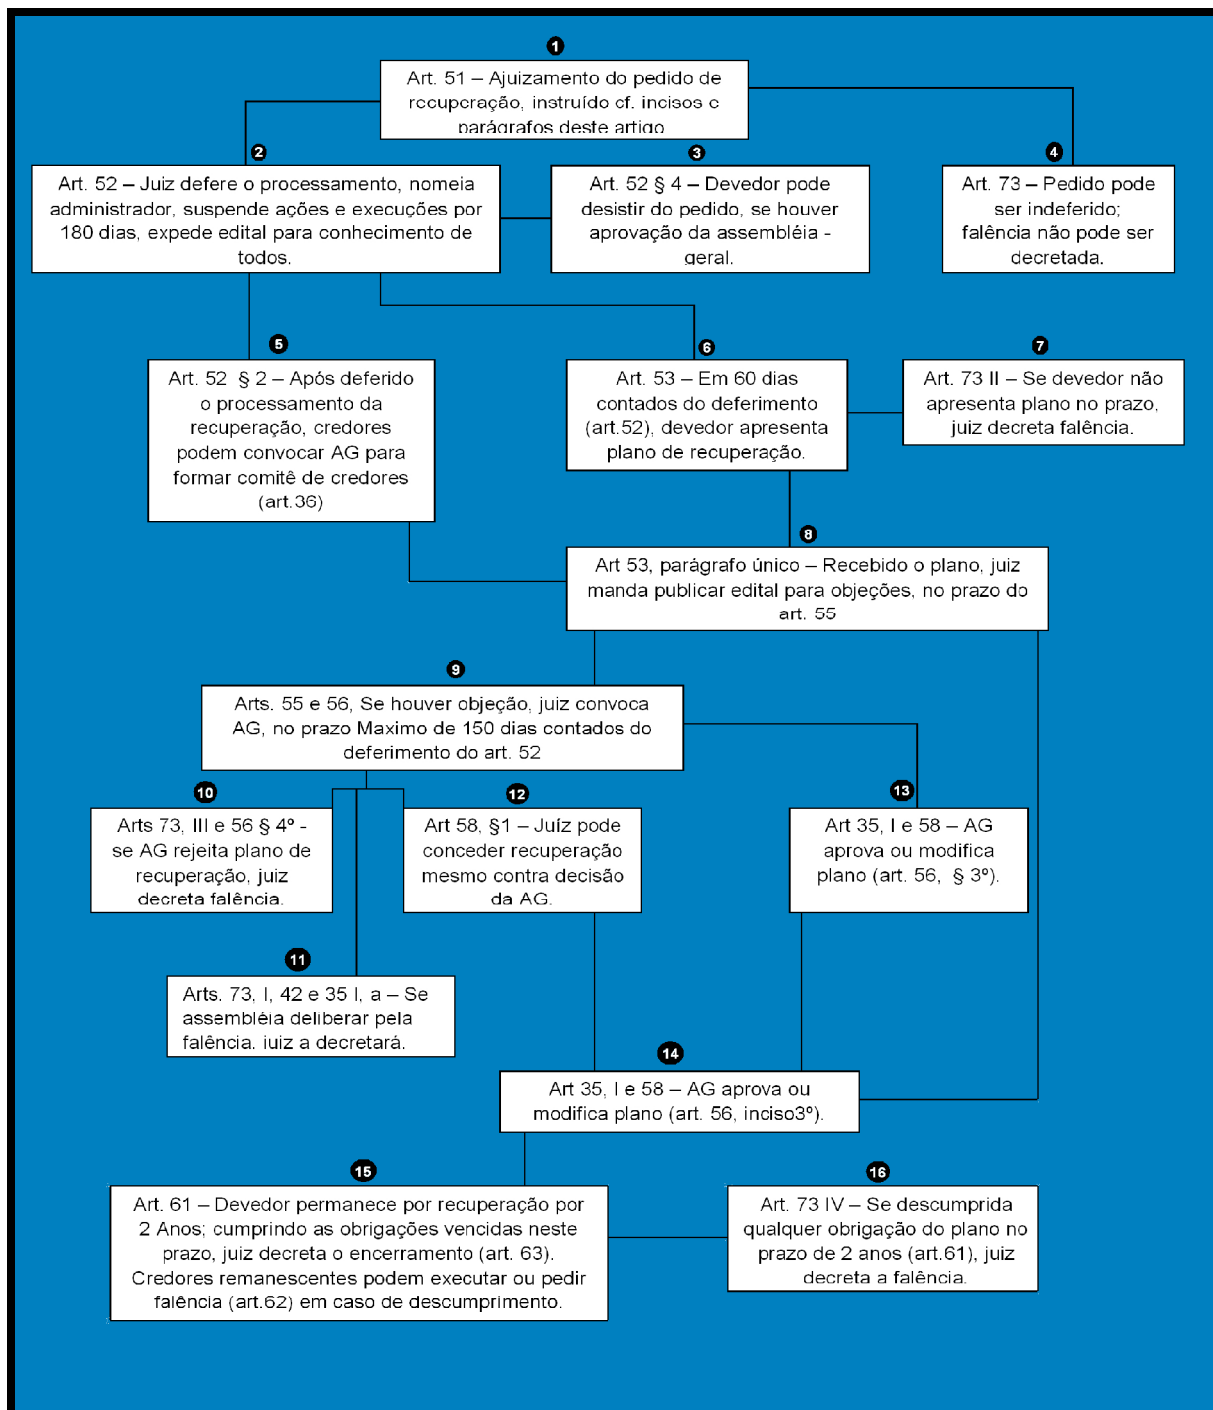 1
Art. 51 – Ajuizamento do pedido de
recuperação, instruído cf. incisos e
parágrafos deste artigo
2
Art. 52 – Juiz defere o processamento, nomeia
administrador, suspende ações e execuções por
180 dias, expede edital para conhecimento de
todos.
3
Art. 52 § 4 – Devedor pode
desistir do pedido, se houver
aprovação da assembléia -
geral.
4
Art. 73 – Pedido pode
ser indeferido;
falência não pode ser
decretada.
5
Art. 52 § 2 – Após deferido
o processamento da
recuperação, credores
podem convocar AG para
formar comitê de credores
(art.36)
6
Art. 53 – Em 60 dias
contados do deferimento
(art.52), devedor apresenta
plano de recuperação.
7
Art. 73 II – Se devedor não
apresenta plano no prazo,
juiz decreta falência.
8
Art 53, parágrafo único – Recebido o plano, juiz
manda publicar edital para objeções, no prazo do
art. 55
9
Arts. 55 e 56, Se houver objeção, juiz convoca
AG, no prazo Maximo de 150 dias contados do
deferimento do art. 52
10
Arts 73, III e 56 § 4º -
se AG rejeita plano de
recuperação, juiz
decreta falência.
12
Art 58, §1 – Juíz pode
conceder recuperação
mesmo contra decisão
da AG.
13
Art 35, I e 58 – AG
aprova ou modifica
plano (art. 56, § 3º).
11
Arts. 73, I, 42 e 35 I, a – Se
assembléia deliberar pela
falência, juiz a decretará.
14
Art 35, I e 58 – AG aprova ou
modifica plano (art. 56, inciso3º).
15
Art. 61 – Devedor permanece por recuperação por
2 Anos; cumprindo as obrigações vencidas neste
prazo, juiz decreta o encerramento (art. 63).
Credores remanescentes podem executar ou pedir
falência (art.62) em caso de descumprimento.
16
Art. 73 IV – Se descumprida
qualquer obrigação do plano no
prazo de 2 anos (art.61), juiz
decreta a falência.